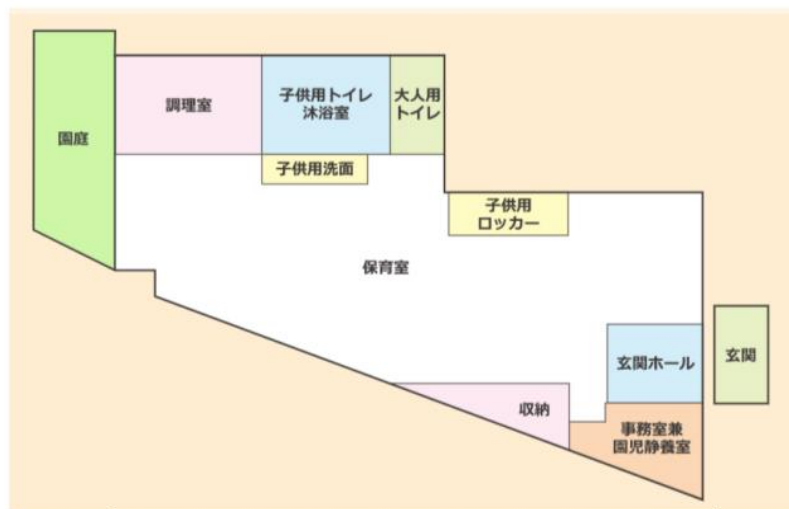 園庭
調理室
子供用トイレ
沐浴室
大人用
トイレ
子供用洗面
子供用
ロッカー
保育室
玄関ホール
玄関
収納
事務室兼
園児静養室